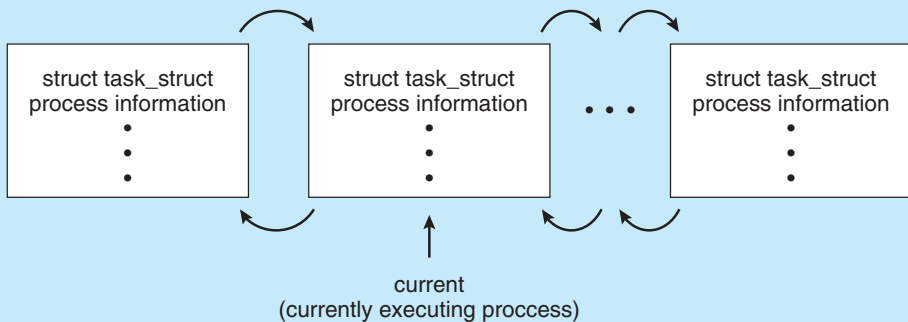 struct task_struct
process information
struct task_struct
process information
• • •
struct task_struct
process information
current
(currently executing proccess)